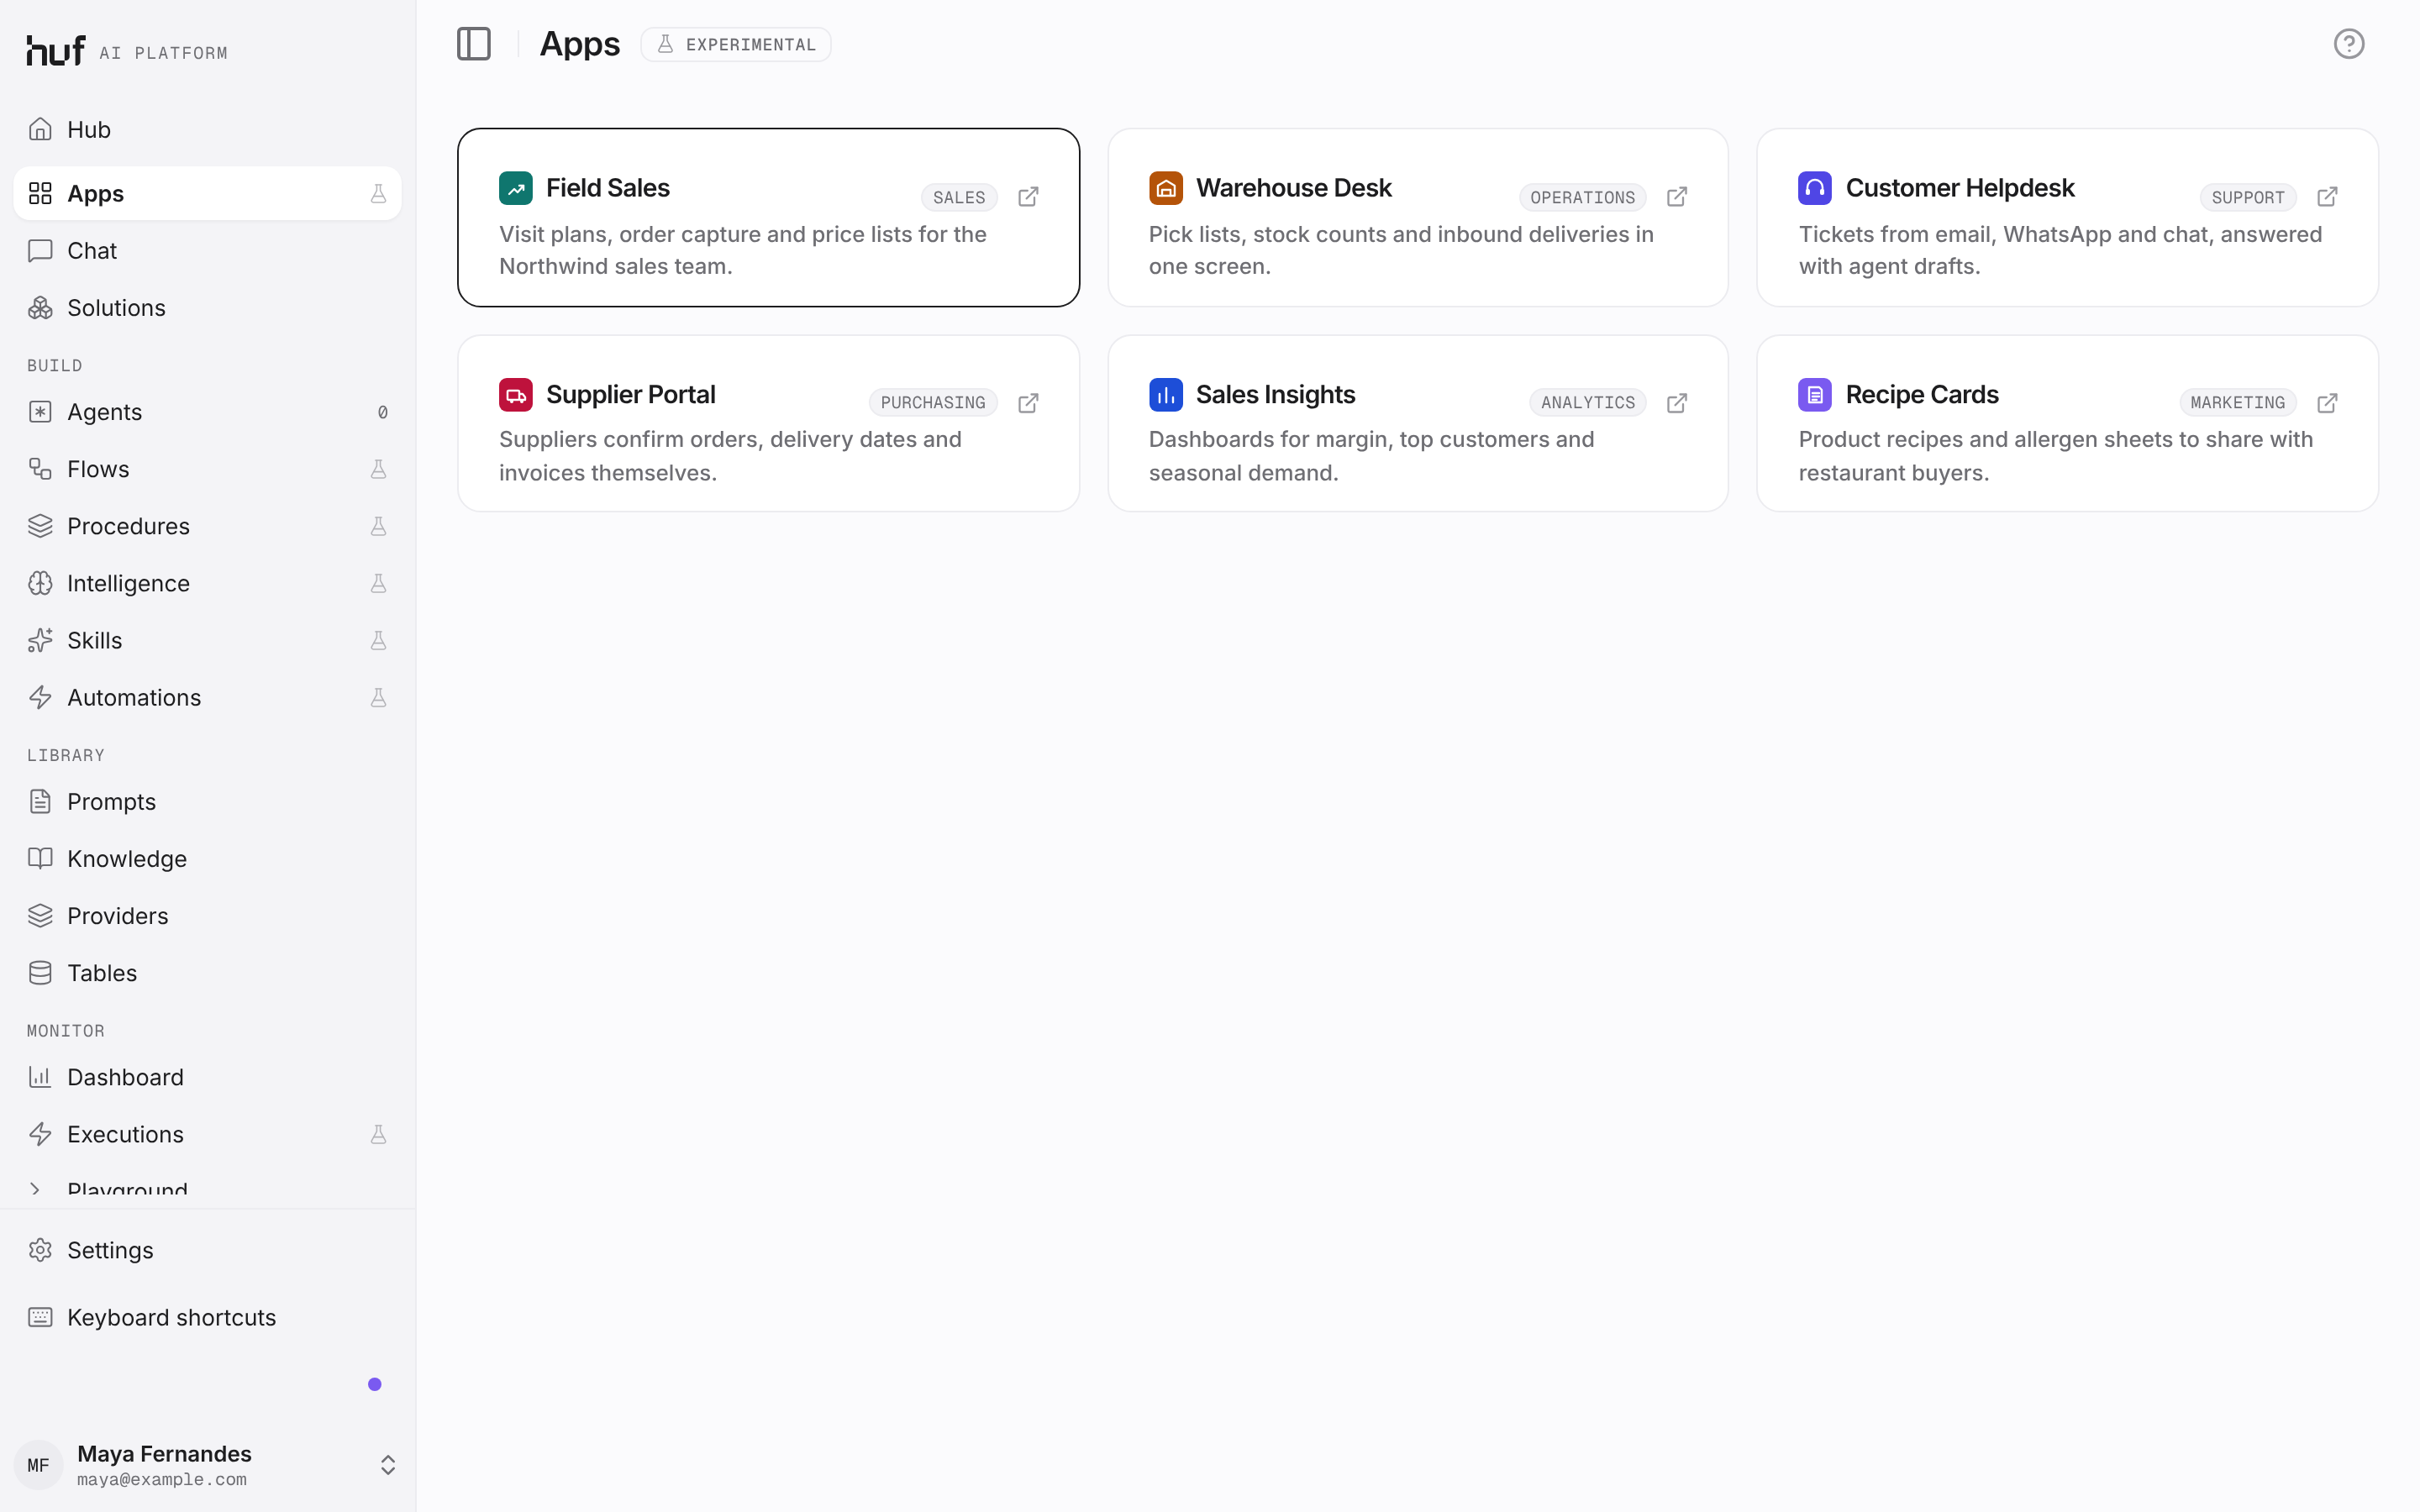 huf AI PLATFORM
Hub
Apps
Chat
Solutions
BUILD
Agents 0
Flows
Procedures
Intelligence
Skills
Automations
LIBRARY
Prompts
Knowledge
Providers
Tables
MONITOR
Dashboard
Executions
Playground
Settings
Keyboard shortcuts
MF
Maya Fernandes
maya@example.com
Apps EXPERIMENTAL
Field Sales SALES
Visit plans, order capture and price lists for the
Northwind sales team.
Warehouse Desk OPERATIONS
Pick lists, stock counts and inbound deliveries in
one screen.
Customer Helpdesk SUPPORT
Tickets from email, WhatsApp and chat, answered
with agent drafts.
Supplier Portal PURCHASING
Suppliers confirm orders, delivery dates and
invoices themselves.
Sales Insights ANALYTICS
Dashboards for margin, top customers and
seasonal demand.
Recipe Cards MARKETING
Product recipes and allergen sheets to share with
restaurant buyers.